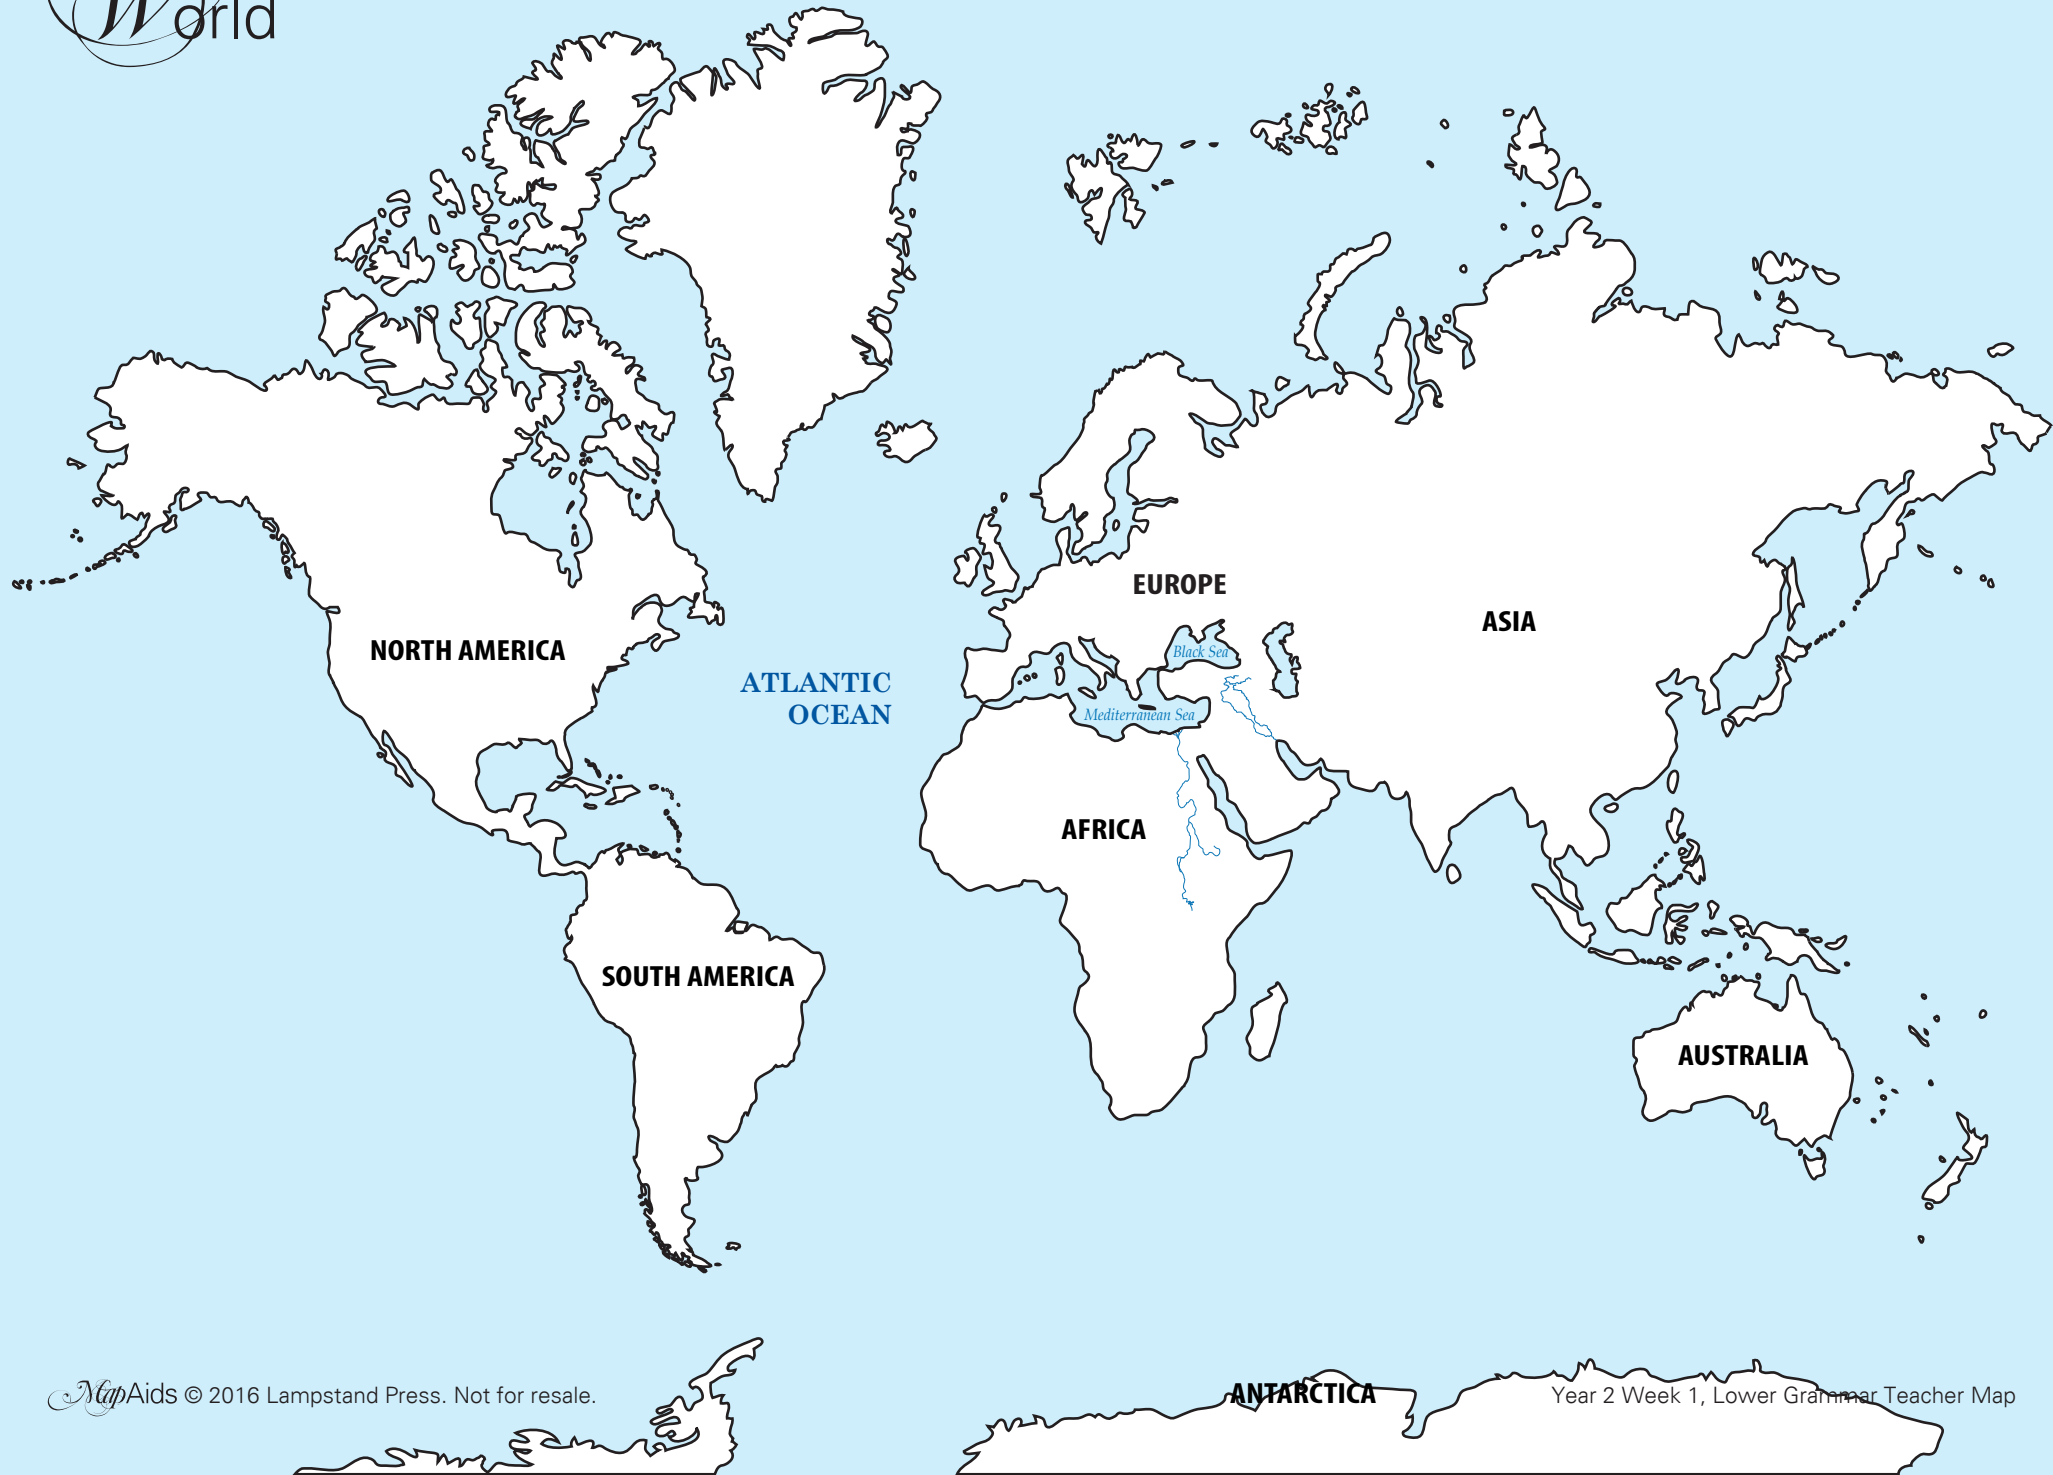 World
EUROPE
ASIA
NORTH AMERICA
Black Sea
ATLANTIC
OCEAN
Mediterranean Sea
AFRICA
SOUTH AMERICA
AUSTRALIA
ANTARCTICA
MapAids © 2016 Lampstand Press. Not for resale.
Year 2 Week 1, Lower Grammar Teacher Map